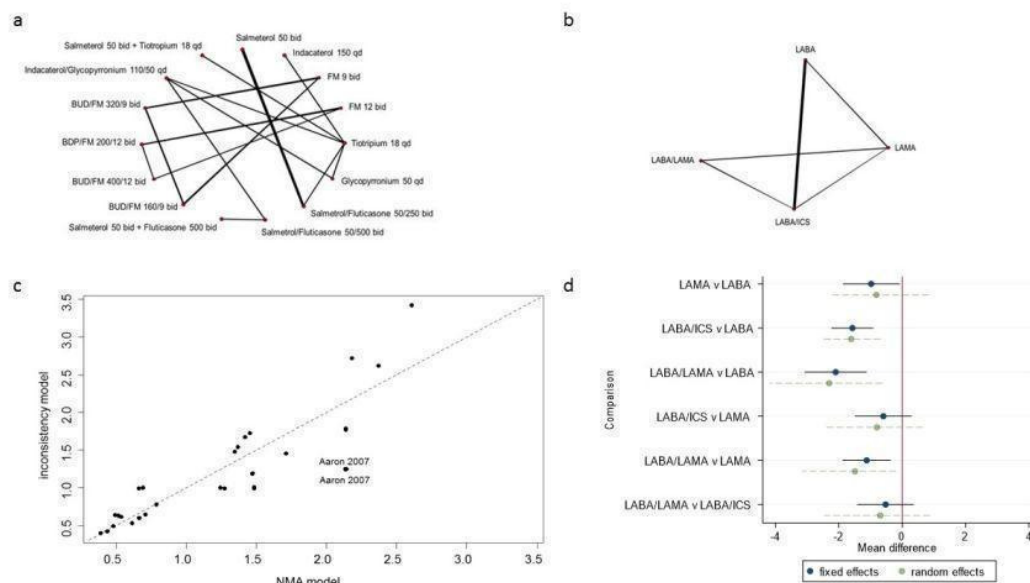 a
Salmeterol 50 bid
Salmeterol 50 bid + Tiotropium 18 qd
Indacaterol 150 qd
Indacaterol/Glycopyrronium 110/50 qd
FM 9 bid
BUD/FM 320/9 bid
FM 12 bid
BDP/FM 200/12 bid
Tiotripium 18 qd
BUD/FM 400/12 bid
Glycopyrronium 50 qd
BUD/FM 160/9 bid
Salmetrol/Fluticasone 50/250 bid
Salmeterol 50 bid + Fluticasone 500 bid
Salmetrol/Fluticasone 50/500 bid
b
LABA
LAMA
LABA/LAMA
LABA/ICS
c
inconsistency model
3.5
3.0
2.5
2.0
1.5
1.0
0.5
Aaron 2007
Aaron 2007
0.5 1.0 1.5 2.0 2.5 3.0 3.5
NMA model
d
Comparison
LAMA v LABA
LABA/ICS v LABA
LABA/LAMA v LABA
LABA/ICS v LAMA
LABA/LAMA v LAMA
LABA/LAMA v LABA/ICS
-4 -2 0 2 4
Mean difference
fixed effects random effects